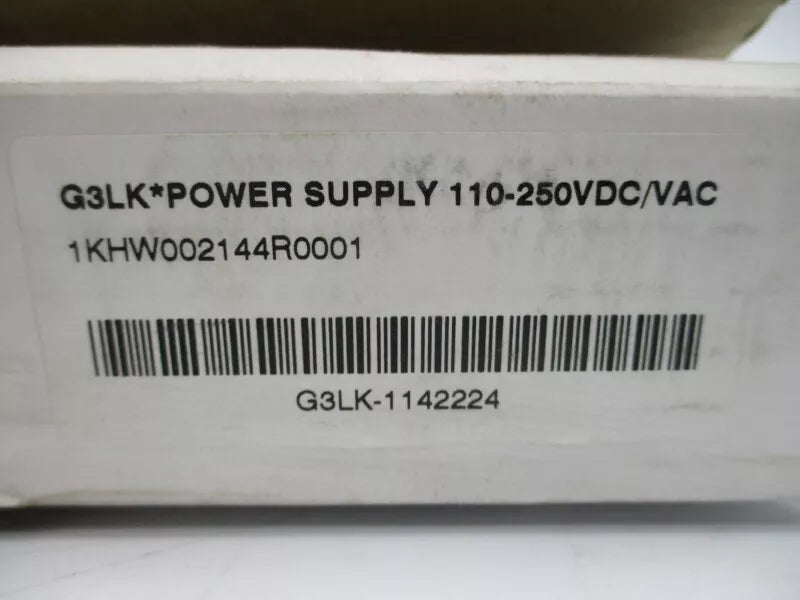 G3LK*POWER SUPPLY 110-250VDC/VAC
1KHW002144R0001
G3LK-1142224